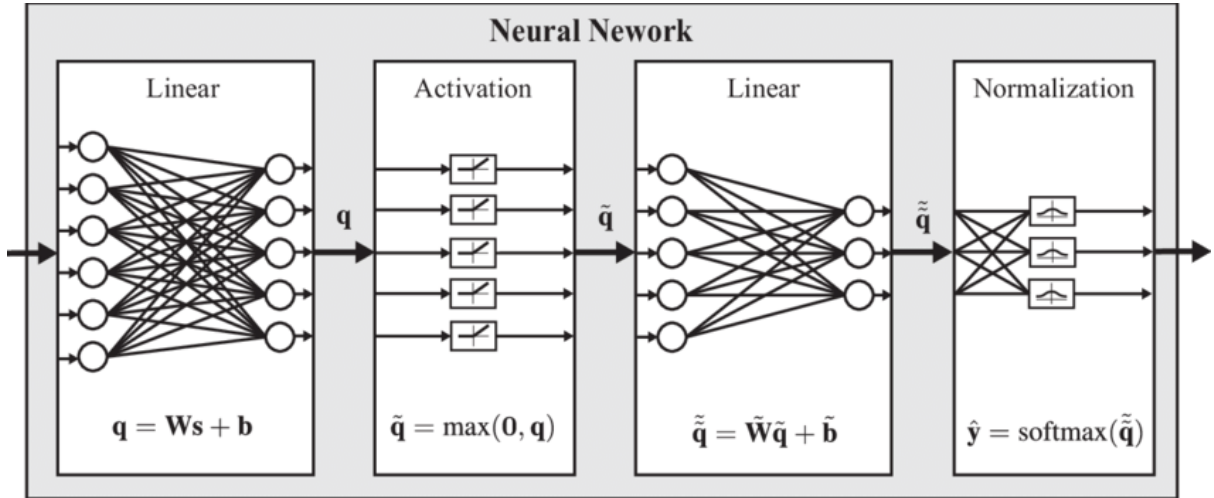 Neural Nework
Linear
Activation
Linear
Normalization
q
q̃
q̃̃
q = Ws + b
q̃ = max(0, q)
q̃̃ = W̃q̃ + b̃
ŷ = softmax(q̃̃)